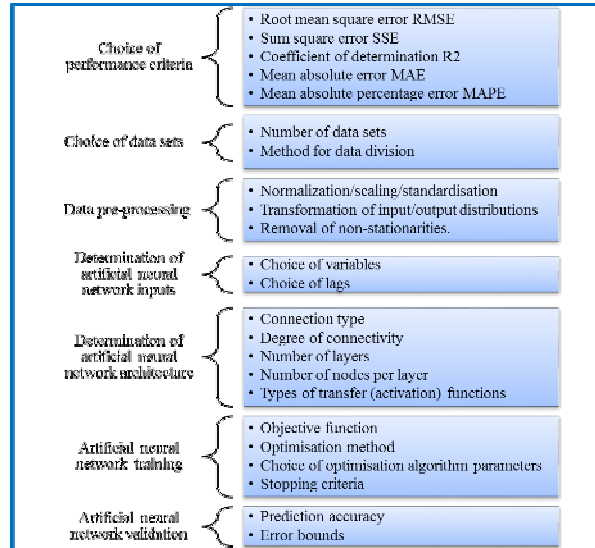 Choice of
performance criteria
• Root mean square error RMSE
• Sum square error SSE
• Coefficient of determination R2
• Mean absolute error MAE
• Mean absolute percentage error MAPE
Choice of data sets
• Number of data sets
• Method for data division
Data pre-processing
• Normalization/scaling/standardisation
• Transformation of input/output distributions
• Removal of non-stationarities.
Determination of
artificial neural
network inputs
• Choice of variables
• Choice of lags
Determination of
artificial neural
network architecture
• Connection type
• Degree of connectivity
• Number of layers
• Number of nodes per layer
• Types of transfer (activation) functions
Artificial neural
network training
• Objective function
• Optimisation method
• Choice of optimisation algorithm parameters
• Stopping criteria
Artificial neural
network validation
• Prediction accuracy
• Error bounds